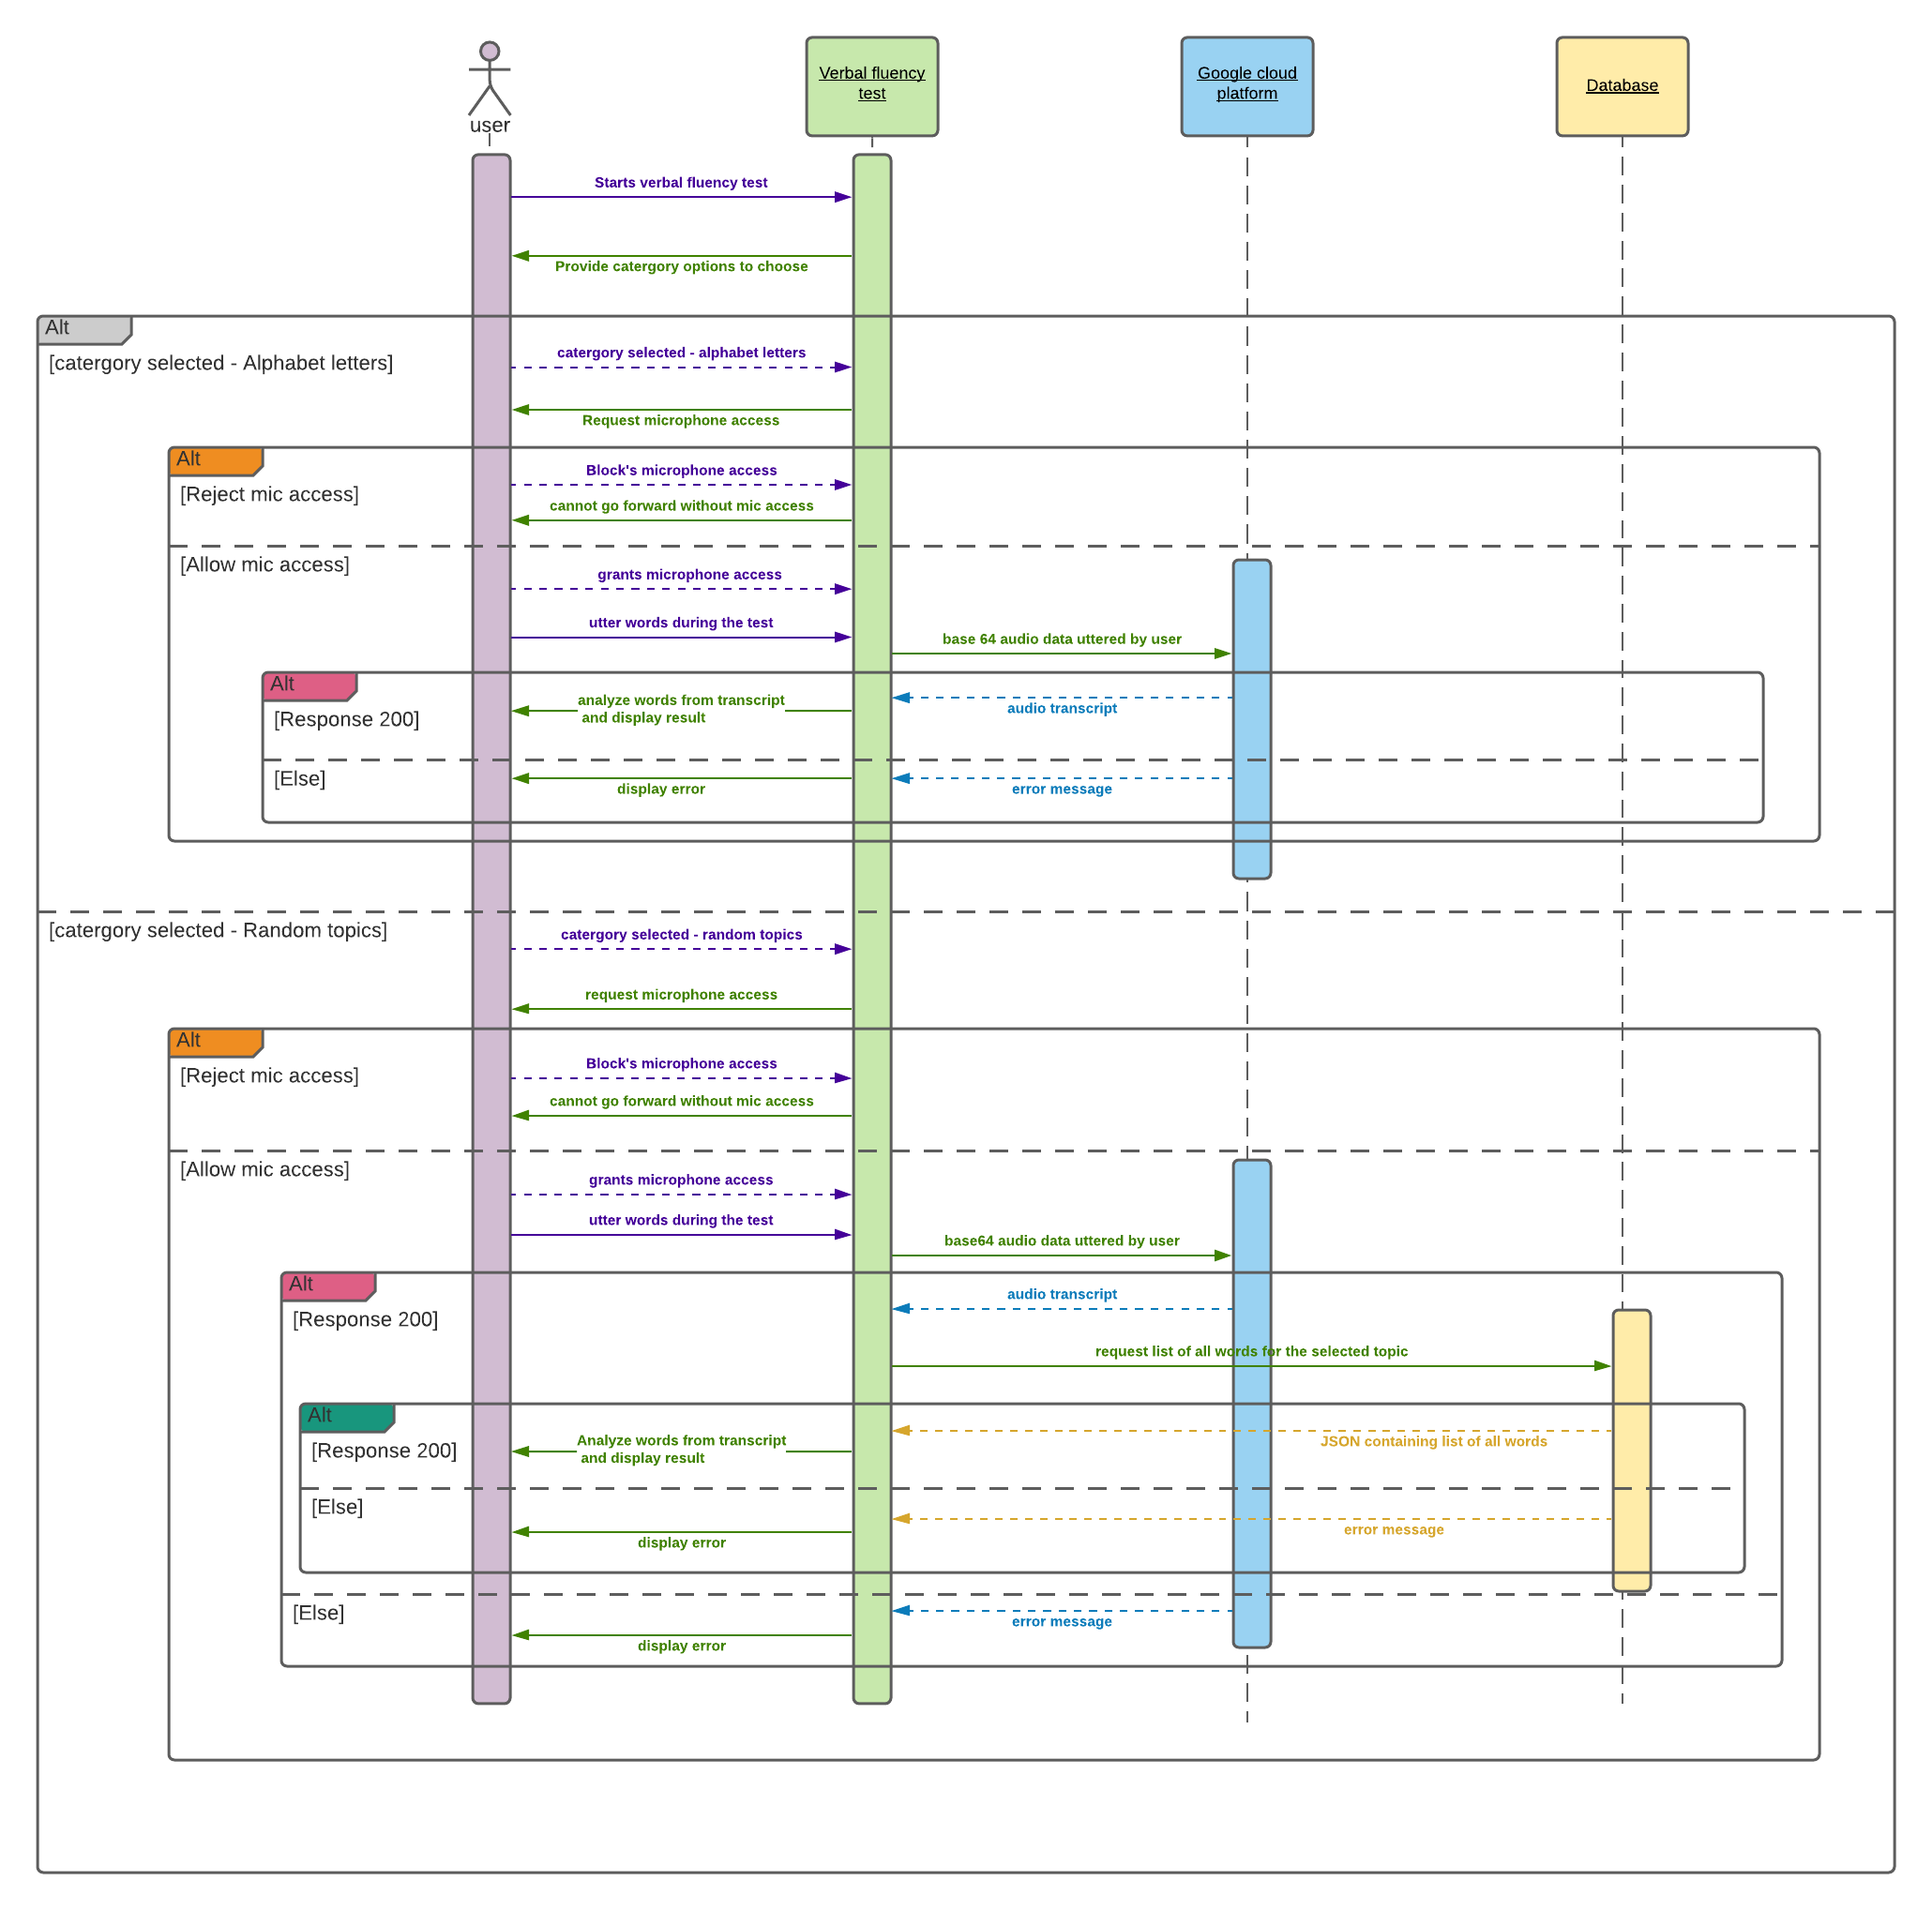 user
Verbal fluency
test
Google cloud
platform
Database
Starts verbal fluency test
Provide catergory options to choose
Alt
[catergory selected - Alphabet letters]
catergory selected - alphabet letters
Request microphone access
Alt
[Reject mic access]
Block's microphone access
cannot go forward without mic access
[Allow mic access]
grants microphone access
utter words during the test
base 64 audio data uttered by user
Alt
[Response 200]
analyze words from transcript
and display result
audio transcript
[Else]
display error
error message
[catergory selected - Random topics]
catergory selected - random topics
request microphone access
Alt
[Reject mic access]
Block's microphone access
cannot go forward without mic access
[Allow mic access]
grants microphone access
utter words during the test
base64 audio data uttered by user
Alt
[Response 200]
audio transcript
request list of all words for the selected topic
Alt
[Response 200]
Analyze words from transcript
and display result
JSON containing list of all words
[Else]
error message
display error
[Else]
error message
display error